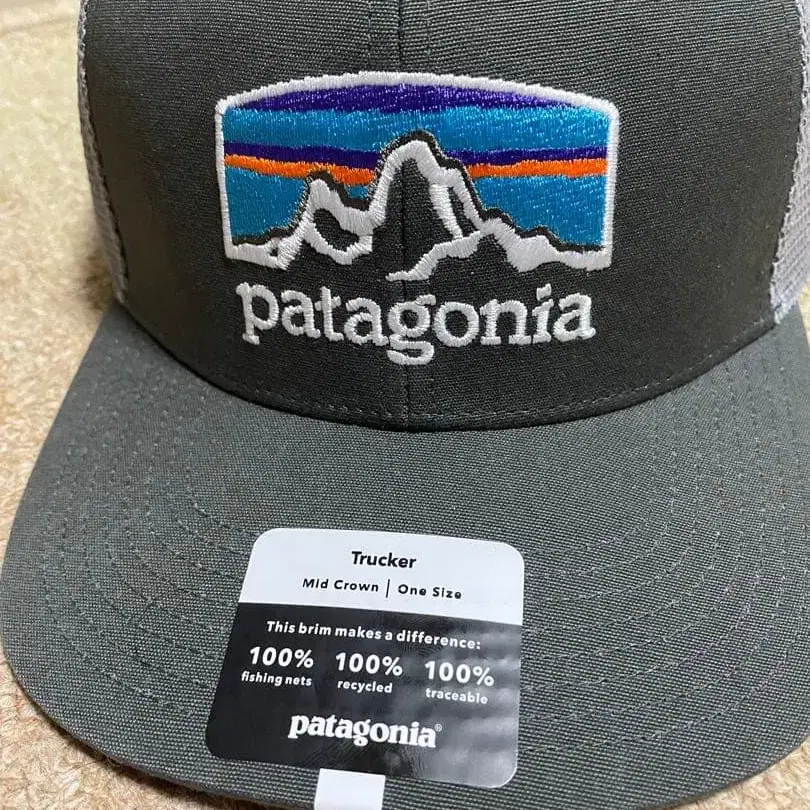 patagonia
Trucker
Mid Crown | One Size
This brim makes a difference:
100% 100% 100%
fishing nets recycled traceable
patagonia®